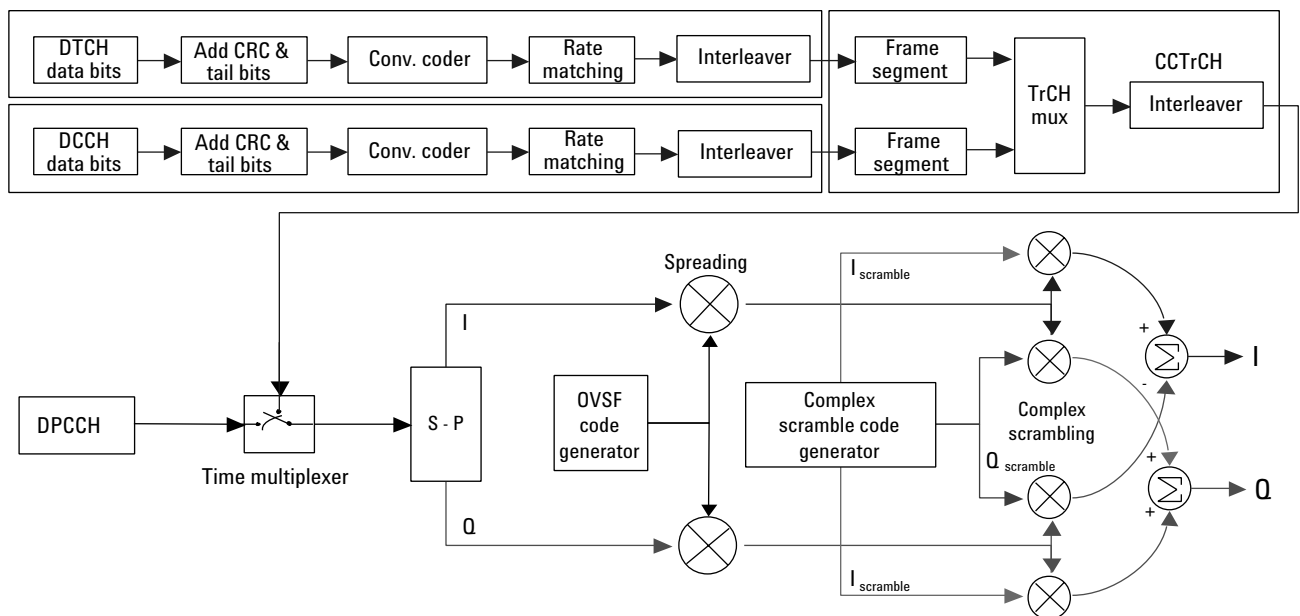 DTCH
data bits
Add CRC &
tail bits
Conv. coder
Rate
matching
Interleaver
Frame
segment
TrCH
mux
CCTrCH
Interleaver
DCCH
data bits
Add CRC &
tail bits
Conv. coder
Rate
matching
Interleaver
Frame
segment
DPCCH
Time multiplexer
S - P
I
Q
Spreading
OVSF
code
generator
Complex
scramble code
generator
I scramble
Complex
scrambling
Q scramble
I scramble
+
Σ
-
I
+
Σ
+
Q